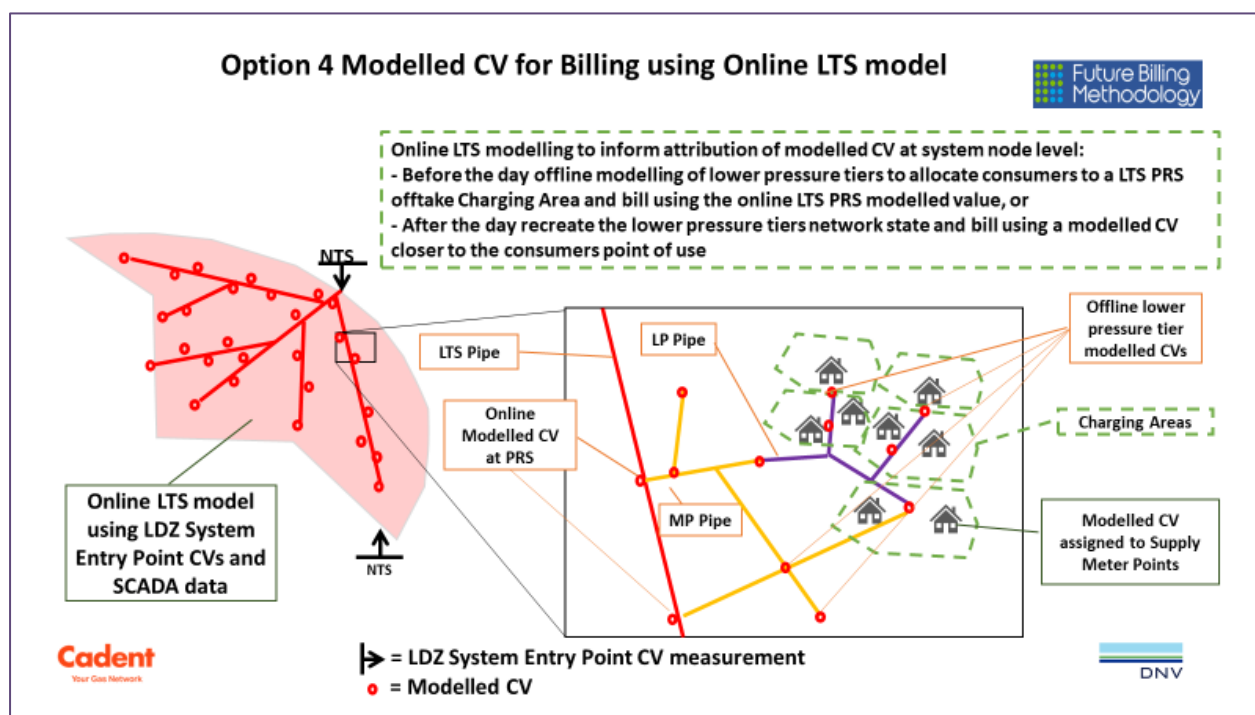 Option 4 Modelled CV for Billing using Online LTS model
Future Billing
Methodology
Online LTS modelling to inform attribution of modelled CV at system node level:
- Before the day offline modelling of lower pressure tiers to allocate consumers to a LTS PRS
offtake Charging Area and bill using the online LTS PRS modelled value, or
- After the day recreate the lower pressure tiers network state and bill using a modelled CV
closer to the consumers point of use
NTS
LTS Pipe
LP Pipe
Offline lower
pressure tier
modelled CVs
Online
Modelled CV
at PRS
Charging Areas
MP Pipe
Online LTS model
using LDZ System
Entry Point CVs and
SCADA data
Modelled CV
assigned to Supply
Meter Points
NTS
Cadent
Your Gas Network
= LDZ System Entry Point CV measurement
= Modelled CV
DNV